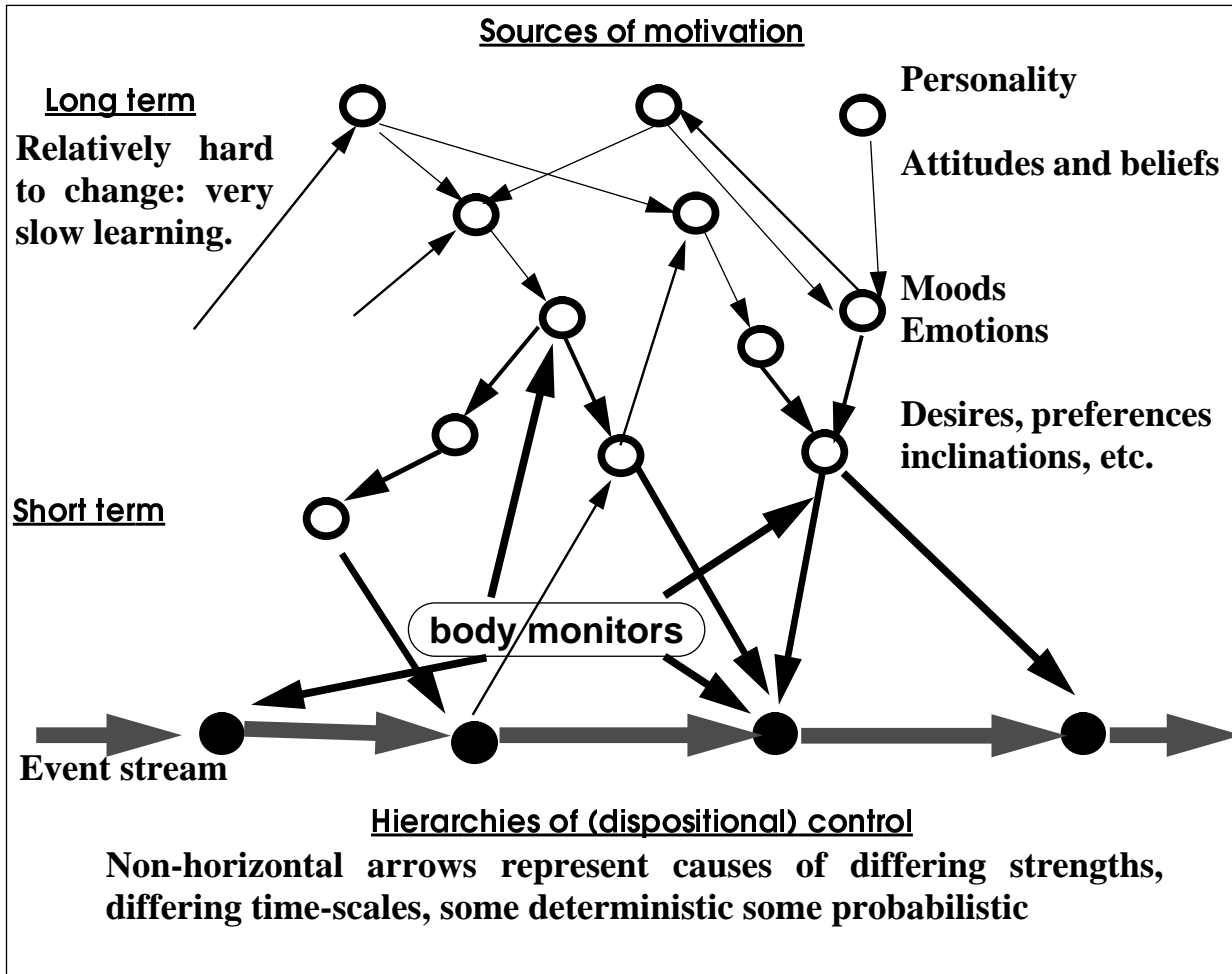 Sources of motivation
Long term
Relatively hard
to change: very
slow learning.
Personality
Attitudes and beliefs
Moods
Emotions
Desires, preferences
inclinations, etc.
Short term
body monitors
Event stream
Hierarchies of (dispositional) control
Non-horizontal arrows represent causes of differing strengths,
differing time-scales, some deterministic some probabilistic